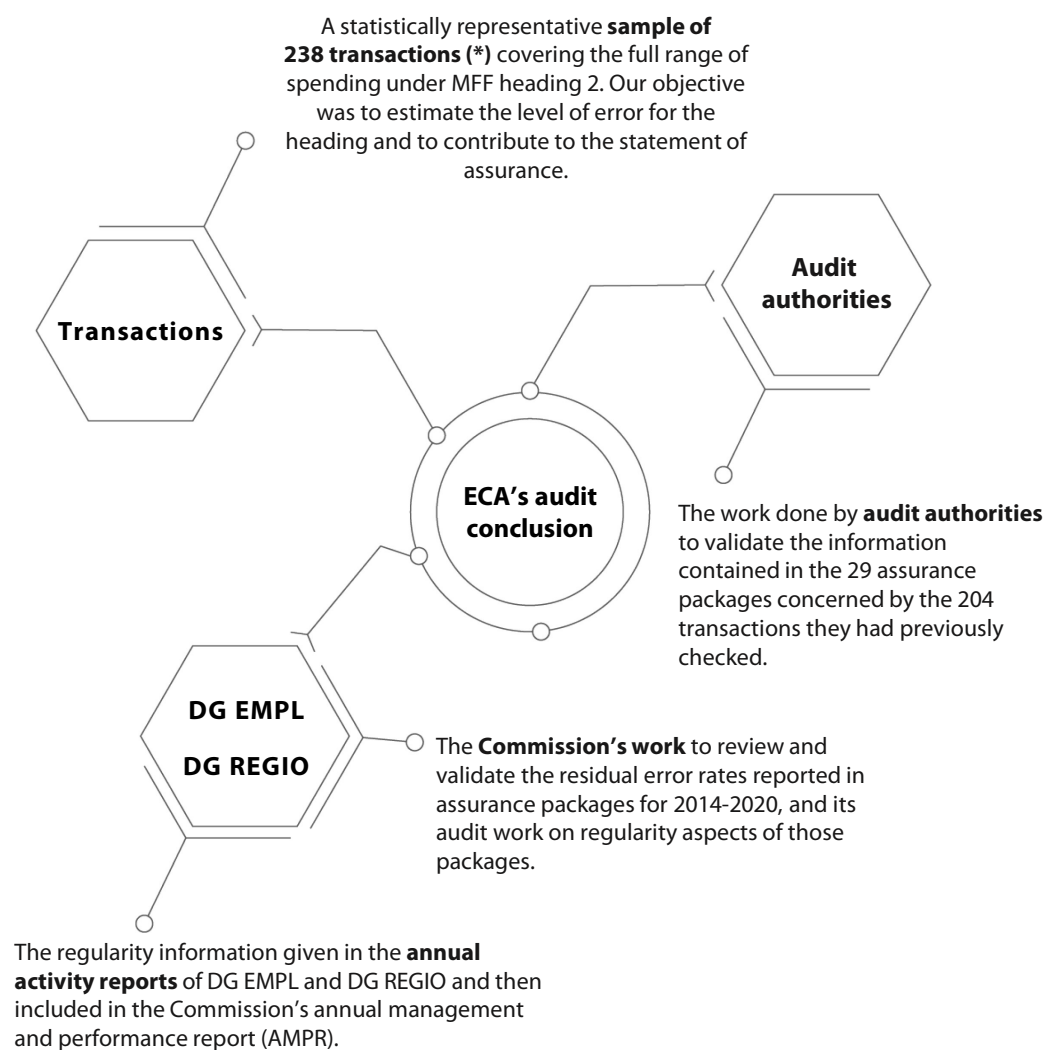 A statistically representative sample of
238 transactions (*) covering the full range of
spending under MFF heading 2. Our objective
was to estimate the level of error for the
heading and to contribute to the statement of
assurance.
Transactions
Audit
authorities
ECA's audit
conclusion
The work done by audit authorities
to validate the information
contained in the 29 assurance
packages concerned by the 204
transactions they had previously
checked.
DG EMPL
DG REGIO
The Commission's work to review and
validate the residual error rates reported in
assurance packages for 2014-2020, and its
audit work on regularity aspects of those
packages.
The regularity information given in the annual
activity reports of DG EMPL and DG REGIO and then
included in the Commission's annual management
and performance report (AMPR).